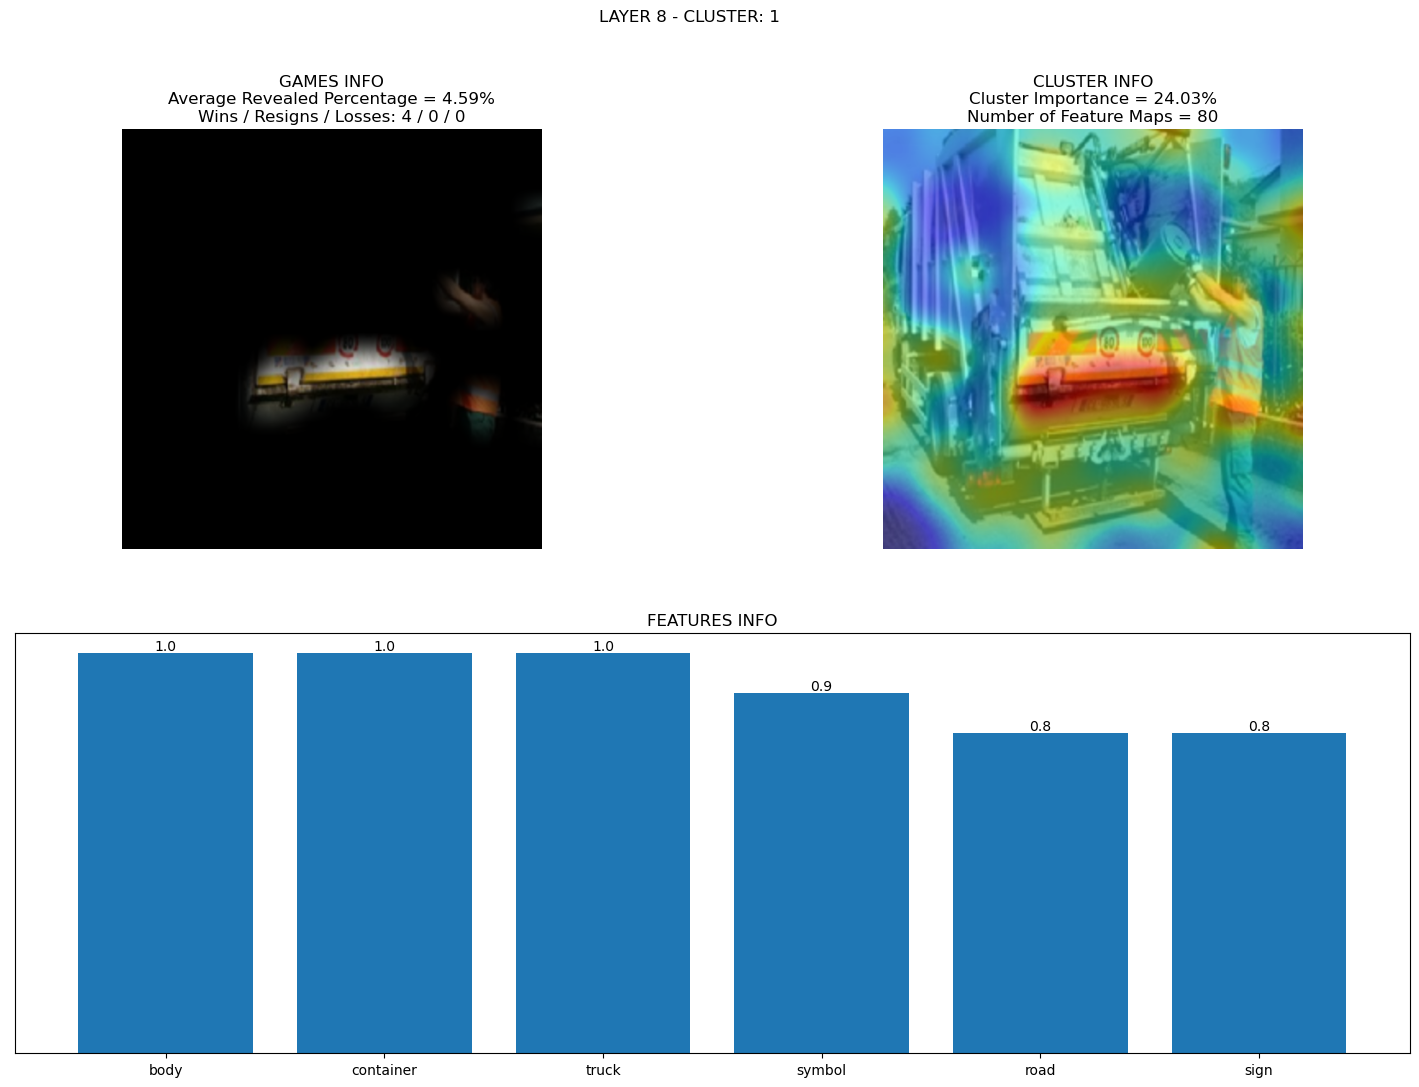 LAYER 8 - CLUSTER: 1
GAMES INFO
Average Revealed Percentage = 4.59%
Wins / Resigns / Losses: 4 / 0 / 0
CLUSTER INFO
Cluster Importance = 24.03%
Number of Feature Maps = 80
FEATURES INFO
1.0
1.0
1.0
0.9
0.8
0.8
body
container
truck
symbol
road
sign